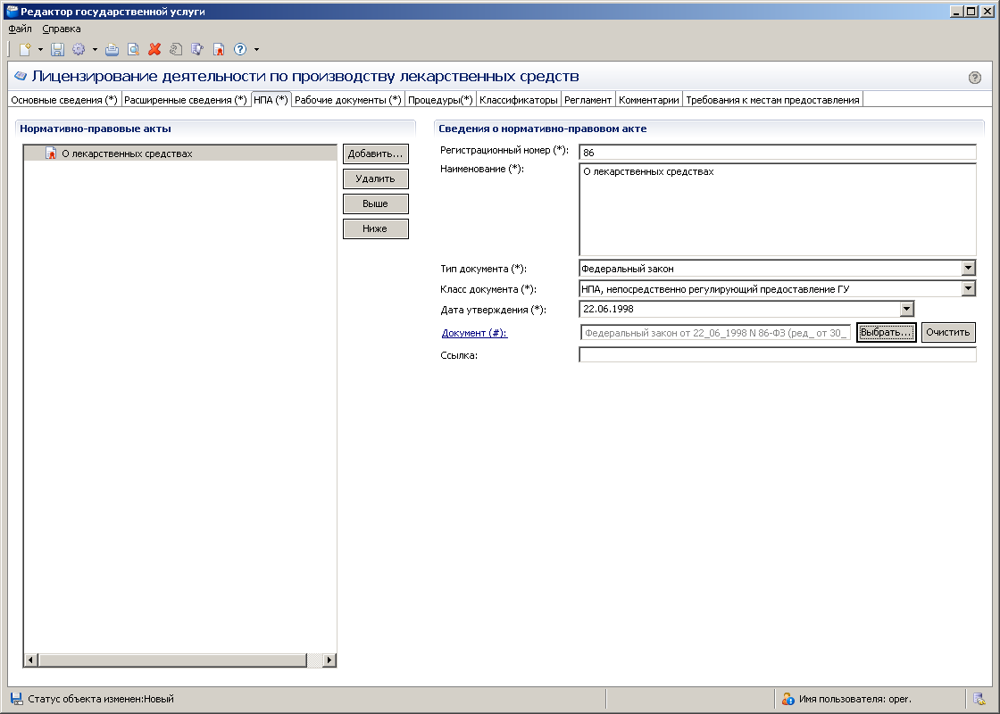 Редактор государственной услуги
Файл Справка
Лицензирование деятельности по производству лекарственных средств
Основные сведения (*) Расширенные сведения (*) НПА (*) Рабочие документы (*) Процедуры(*) Классификаторы Регламент Комментарии Требования к местам предоставления
Нормативно-правовые акты
О лекарственных средствах
Добавить...
Удалить
Выше
Ниже
Сведения о нормативно-правовом акте
Регистрационный номер (*): 86
Наименование (*): О лекарственных средствах
Тип документа (*): Федеральный закон
Класс документа (*): НПА, непосредственно регулирующий предоставление ГУ
Дата утверждения (*): 22.06.1998
Документ (#): Федеральный закон от 22_06_1998 N 86-ФЗ (ред_ от 30_ Выбрать... Очистить
Ссылка:
Статус объекта изменен:Новый Имя пользователя: oper.